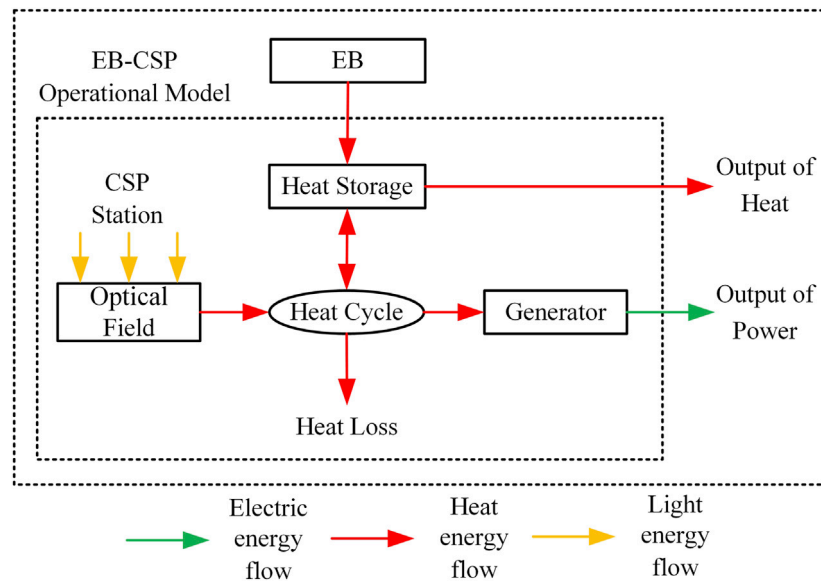 EB-CSP
Operational Model
EB
Heat Storage
Output of
Heat
CSP
Station
Optical
Field
Heat Cycle
Generator
Output of
Power
Heat Loss
Electric
energy
flow
Heat
energy
flow
Light
energy
flow